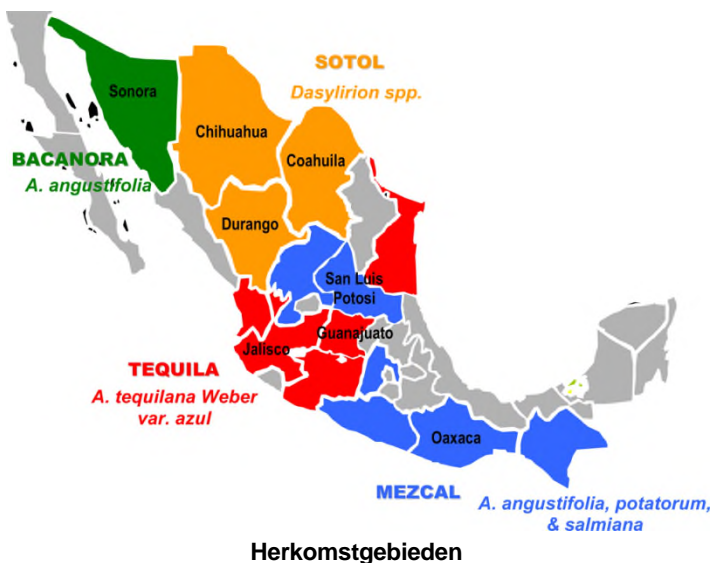 Sonora
SOTOL
Dasylirion spp.
Chihuahua
Coahuila
BACANORA
A. angustifolia
Durango
San Luis
Potosi
Guanajuato
Jalisco
TEQUILA
A. tequilana Weber
var. azul
Oaxaca
MEZCAL
A. angustifolia, potatorum,
& salmiana
Herkomstgebieden